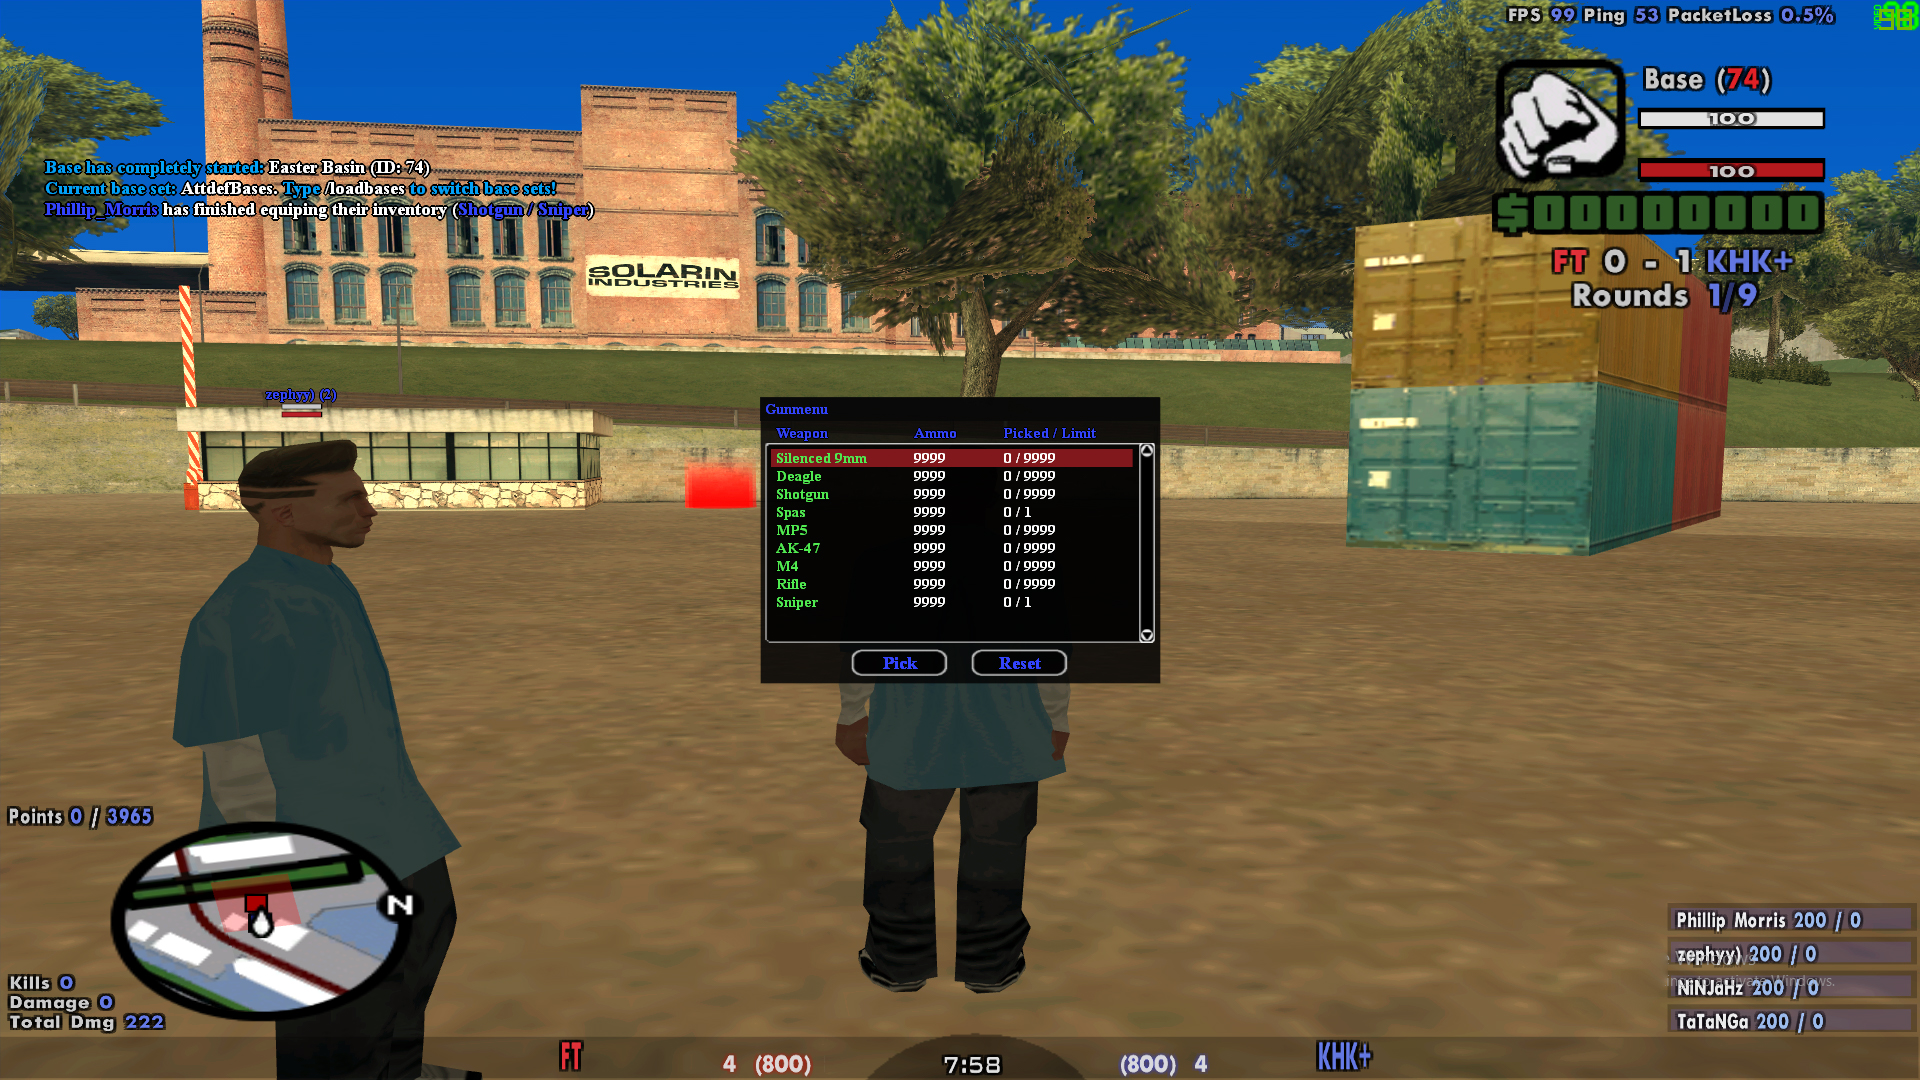 FPS 99 Ping 53 PacketLoss 0.5%
Base (74)
100
100
$00000000
FT 0 - 1 KHK+
Rounds 1/9
Base has completely started: Easter Basin (ID: 74)
Current base set: AttdefBases. Type /loadbases to switch base sets!
Phillip_Morris has finished equiping their inventory (Shotgun / Sniper)
SOLARIN
INDUSTRIES
zephyy) (2)
Gunmenu
Weapon Ammo Picked / Limit
Silenced 9mm 9999 0 / 9999
Deagle 9999 0 / 9999
Shotgun 9999 0 / 9999
Spas 9999 0 / 1
MP5 9999 0 / 9999
AK-47 9999 0 / 9999
M4 9999 0 / 9999
Rifle 9999 0 / 9999
Sniper 9999 0 / 1
Pick Reset
Points 0 / 3965
N
Kills 0
Damage 0
Total Dmg 222
Phillip Morris 200 / 0
zephyy) 200 / 0
NiNJaHz 200 / 0
TaTaNGa 200 / 0
FT 4 (800) 7:58 (800) 4 KHK+